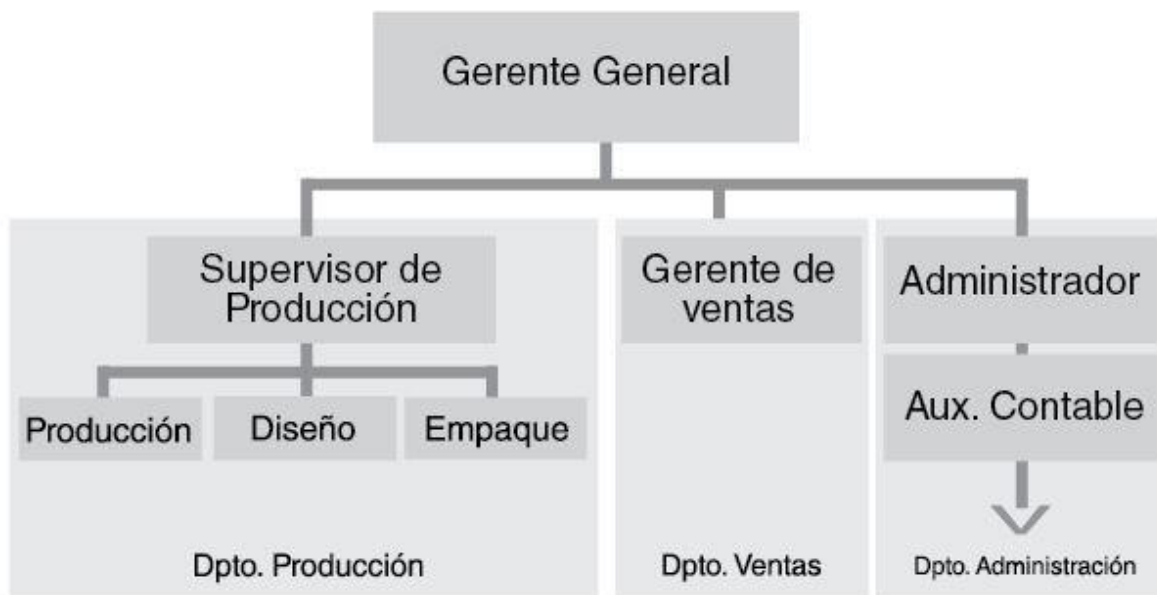 Gerente General
Supervisor de
Producción
Gerente de
ventas
Administrador
Aux. Contable
Producción
Diseño
Empaque
Dpto. Producción
Dpto. Ventas
Dpto. Administración